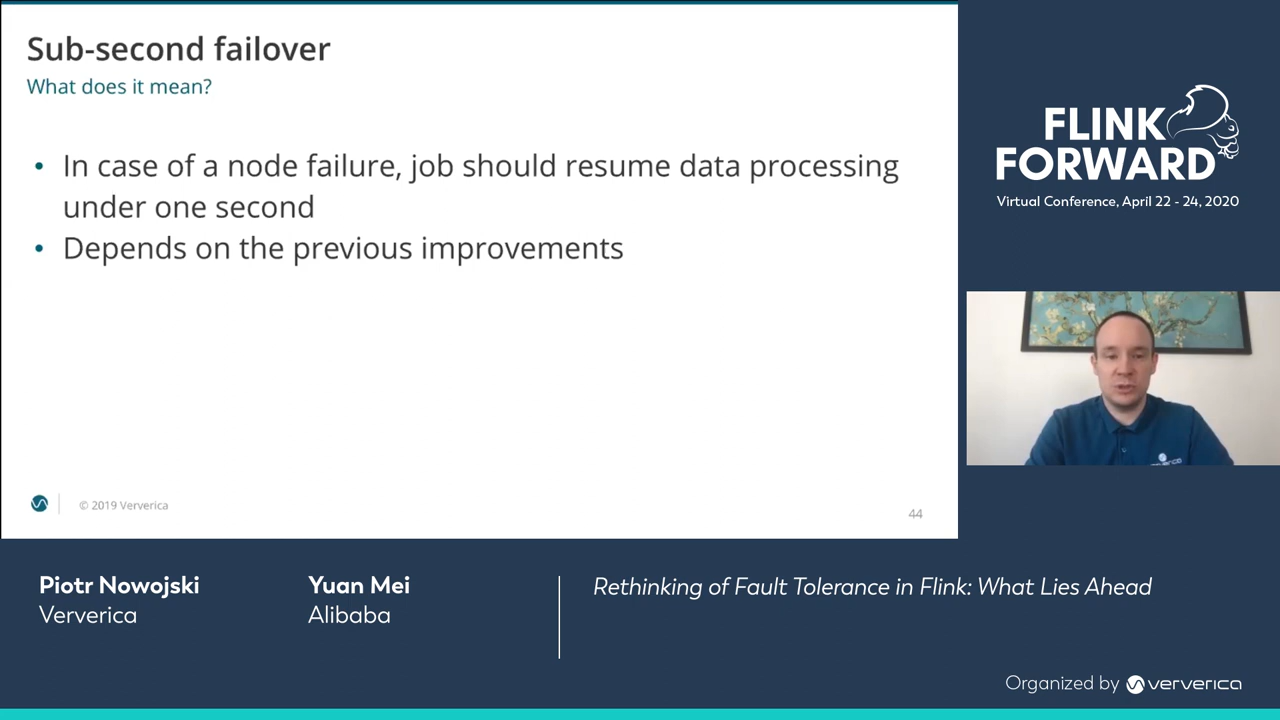 Sub-second failover
What does it mean?
• In case of a node failure, job should resume data processing
under one second
• Depends on the previous improvements
© 2019 Ververica
44
FLINK
FORWARD
Virtual Conference, April 22 - 24, 2020
Piotr Nowojski
Ververica
Yuan Mei
Alibaba
Rethinking of Fault Tolerance in Flink: What Lies Ahead
Organized by ververica